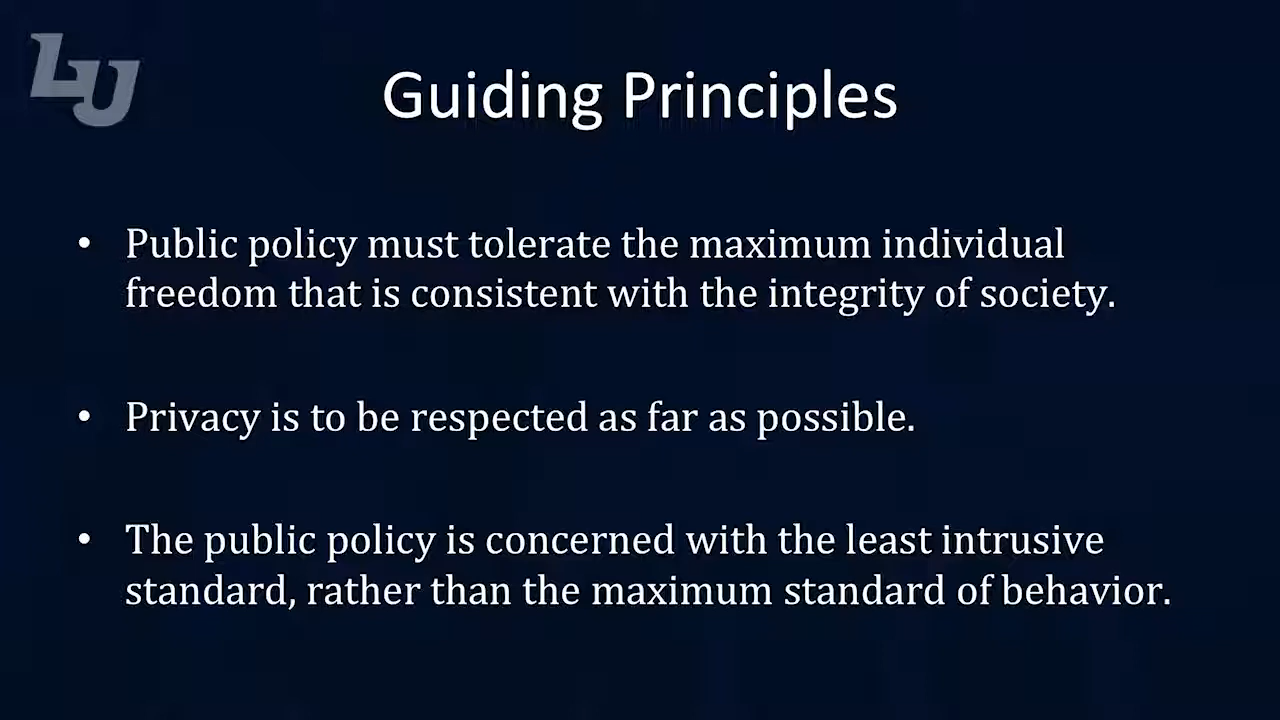 LU
Guiding Principles
• Public policy must tolerate the maximum individual
freedom that is consistent with the integrity of society.
• Privacy is to be respected as far as possible.
• The public policy is concerned with the least intrusive
standard, rather than the maximum standard of behavior.